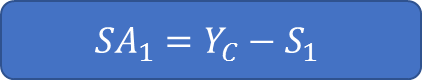 SA₁ = Y_C − S₁